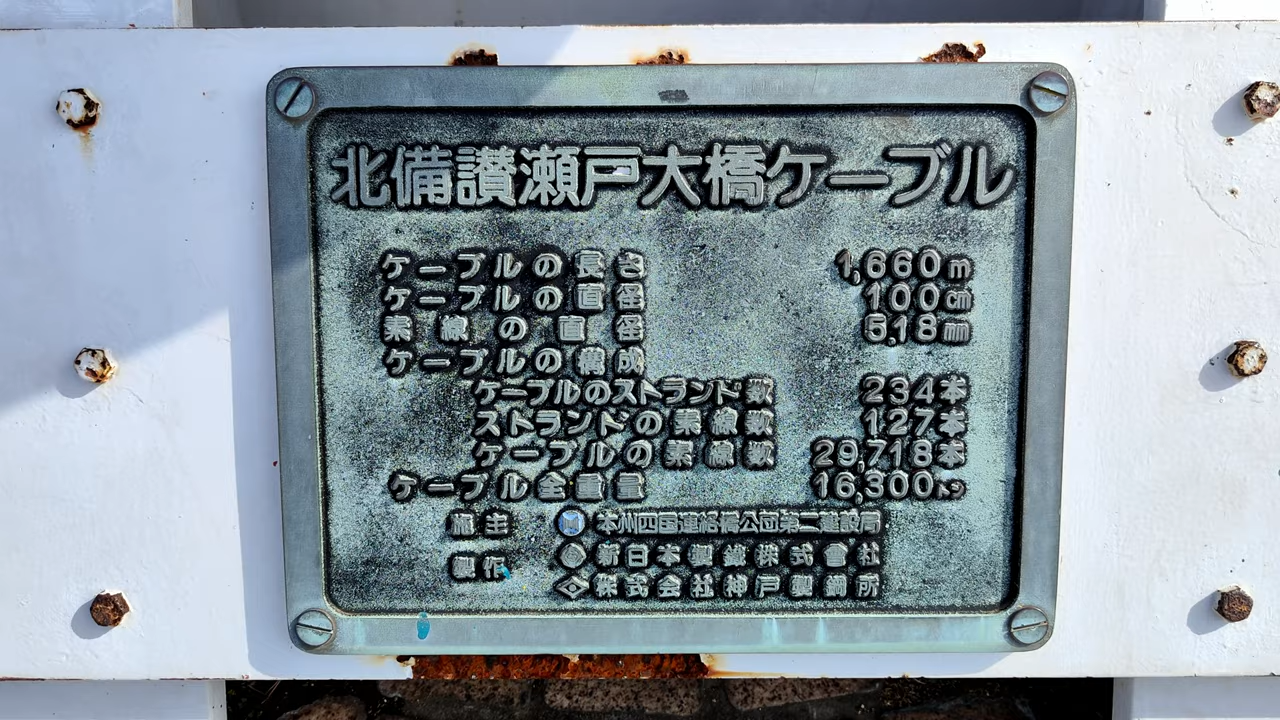 北備讃瀬戸大橋ケーブル
ケーブルの長さ 1,660m
ケーブルの直径 100cm
素線の直径 5.18mm
ケーブルの構成
ケーブルのストランド数 234本
ストランドの素線数 127本
ケーブルの素線数 29,718本
ケーブル全重量 16,300トン
施主 本州四国連絡橋公団第二建設局
製作 新日本製鐵株式會社
株式会社神戸製鋼所